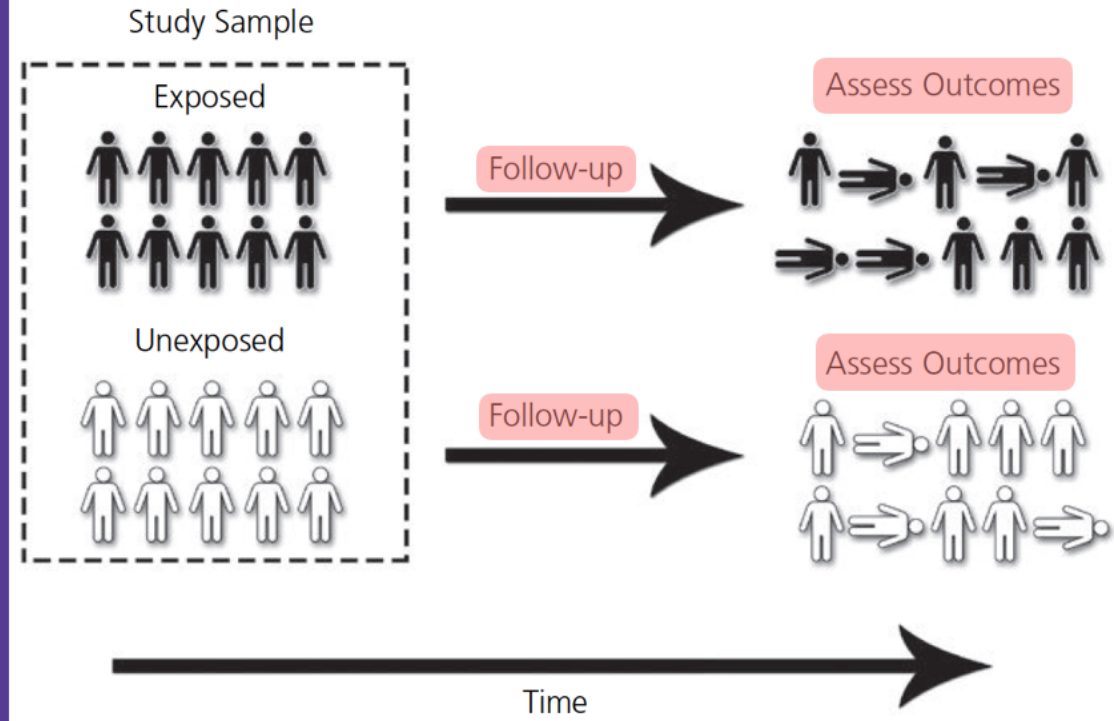 Study Sample
Exposed
Follow-up
Assess Outcomes
Unexposed
Follow-up
Assess Outcomes
Time